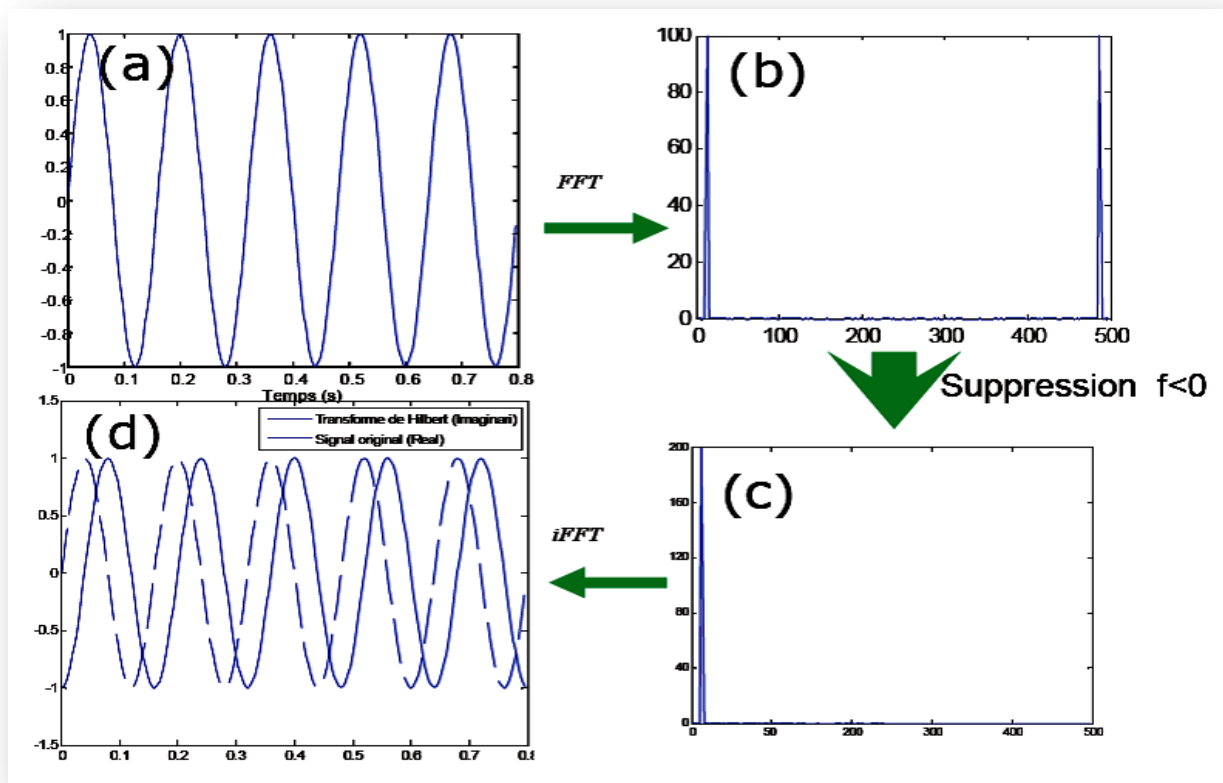 (a)
1
0.8
0.6
0.4
0.2
0
-0.2
-0.4
-0.6
-0.8
-1
0 0.1 0.2 0.3 0.4 0.5 0.6 0.7 0.8
Temps (s)
FFT
(b)
100
80
60
40
20
0
0 100 200 300 400 500
Suppression f<0
(c)
200
160
120
80
40
0
0 50 200 300 400 500
iFFT
(d)
Transforme de Hilbert (Imaginari)
Signal original (Real)
1.5
1
0.5
0
-0.5
-1
-1.5
0 0.1 0.2 0.3 0.4 0.5 0.6 0.7 0.8